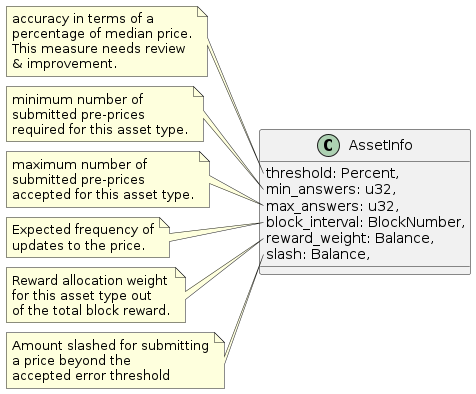 accuracy in terms of a
percentage of median price.
This measure needs review
& improvement.
minimum number of
submitted pre-prices
required for this asset type.
maximum number of
submitted pre-prices
accepted for this asset type.
Expected frequency of
updates to the price.
Reward allocation weight
for this asset type out
of the total block reward.
Amount slashed for submitting
a price beyond the
accepted error threshold
C AssetInfo
threshold: Percent,
min_answers: u32,
max_answers: u32,
block_interval: BlockNumber,
reward_weight: Balance,
slash: Balance,